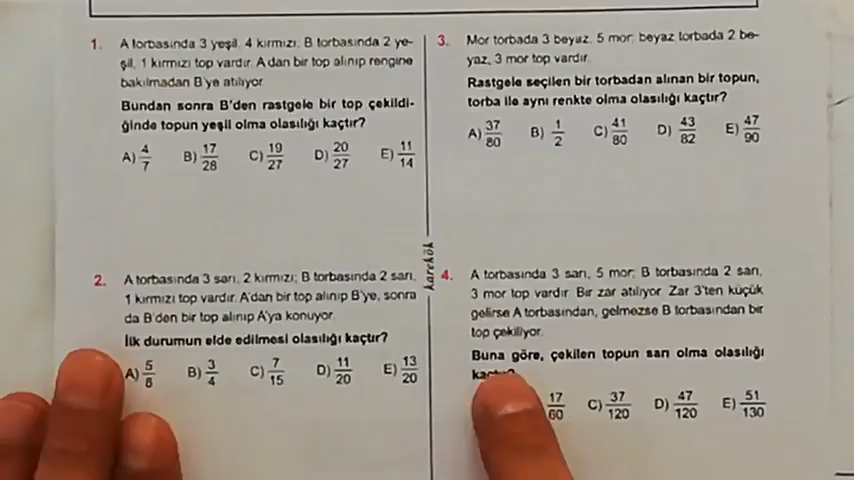 1. A torbasında 3 yeşil, 4 kırmızı, B torbasında 2 ye-
şil, 1 kırmızı top vardır. A'dan bir top alınıp rengine
bakılmadan B'ye atılıyor.
Bundan sonra B'den rastgele bir top çekildi-
ğinde topun yeşil olma olasılığı kaçtır?
A) 4/7 B) 17/28 C) 19/27 D) 20/27 E) 11/14
2. A torbasında 3 sarı, 2 kırmızı; B torbasında 2 sarı,
1 kırmızı top vardır. A'dan bir top alınıp B'ye, sonra
da B'den bir top alınıp A'ya konuyor.
İlk durumun elde edilmesi olasılığı kaçtır?
A) 5/6 B) 3/4 C) 7/15 D) 11/20 E) 13/20
karekök
3. Mor torbada 3 beyaz, 5 mor; beyaz torbada 2 be-
yaz, 3 mor top vardır.
Rastgele seçilen bir torbadan alınan bir topun,
torba ile aynı renkte olma olasılığı kaçtır?
A) 37/80 B) 1/2 C) 41/80 D) 43/82 E) 47/90
4. A torbasında 3 sarı, 5 mor; B torbasında 2 sarı,
3 mor top vardır. Bir zar atılıyor. Zar 3'ten küçük
gelirse A torbasından, gelmezse B torbasından bir
top çekiliyor.
Buna göre, çekilen topun sarı olma olasılığı
kaçtır?
17/60 C) 37/120 D) 47/120 E) 51/130